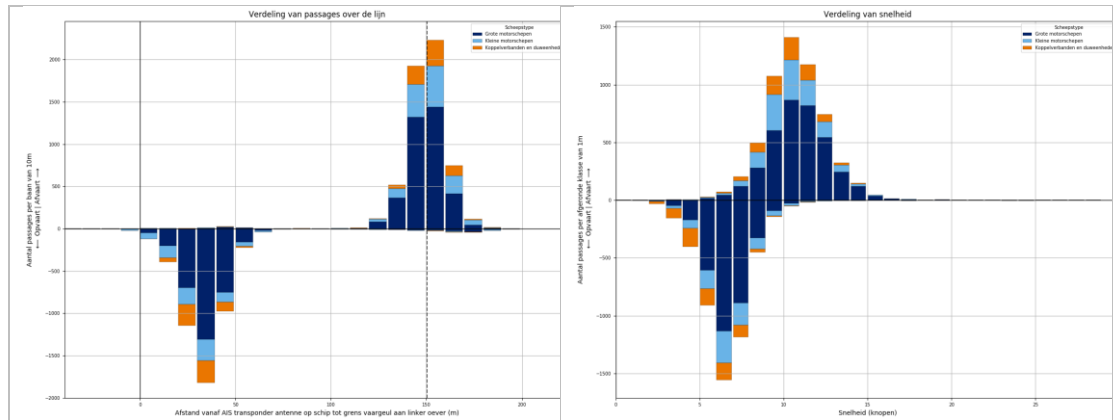 Verdeling van passages over de lijn
Scheepstype
Grote motorschepen
Kleine motorschepen
Koppelverbanden en duweenhede
2000
1500
1000
500
0
−500
−1000
−1500
−2000
Aantal passages per baan van 10m
←— Opvaart | Afvaart —→
0
50
100
150
200
Afstand vanaf AIS transponder antenne op schip tot grens vaargeul aan linker oever (m)
Verdeling van snelheid
Scheepstype
Grote motorschepen
Kleine motorschepen
Koppelverbanden en duweenhede
1500
1000
500
0
−500
−1000
−1500
Aantal passages per afgeronde klasse van 1m
←— Opvaart | Afvaart —→
0
5
10
15
20
25
Snelheid (knopen)